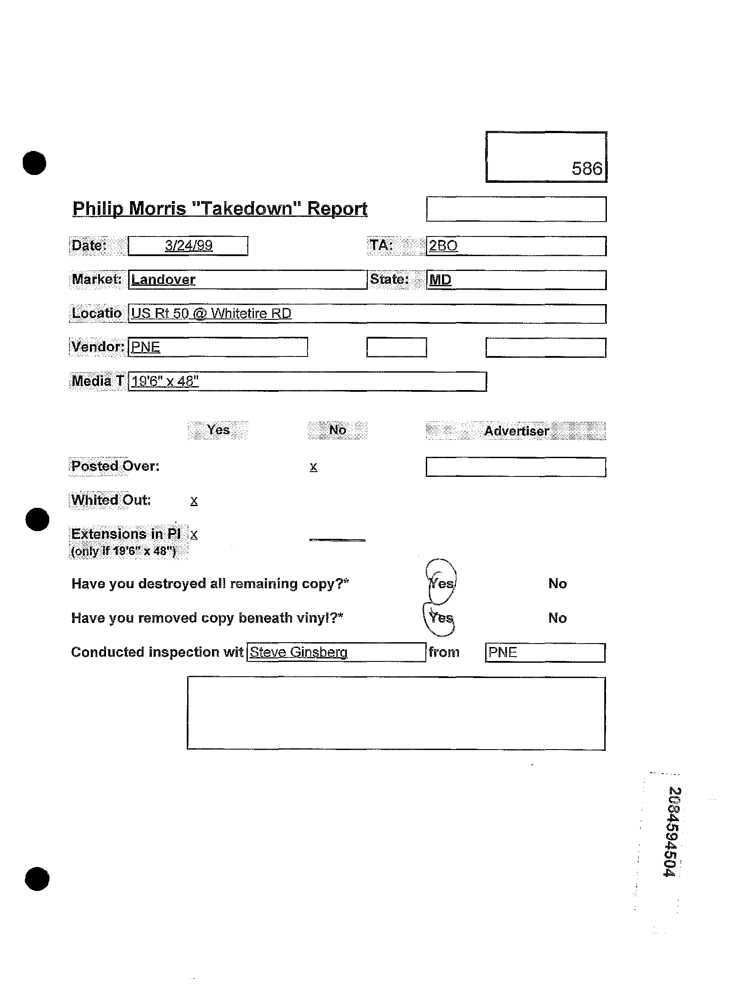 586
Philip Morris "Takedown" Report
Date: 3/24/99 TA: 2BO
Market: Landover State: MD
Locatio US Rt 50 @ Whitetire RD
Vendor: PNE
Media T 19'6" x 48"
Yes No Advertiser
Posted Over: x
Whited Out: x
Extensions in Pl x
(only if 19'6" x 48")
Have you destroyed all remaining copy?* Yes No
Have you removed copy beneath vinyl?* Yes No
Conducted inspection wit Steve Ginsberg from PNE
2084594504